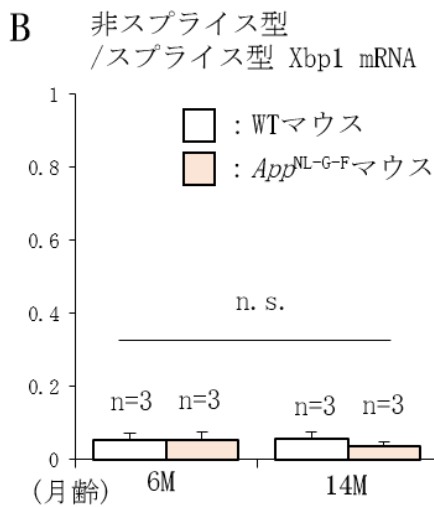 B
非スプライス型
/スプライス型 Xbp1 mRNA
1
: WTマウス
0.8
: App^NL-G-Fマウス
0.6
0.4
n.s.
0.2
n=3 n=3 n=3 n=3
0
(月齢) 6M 14M